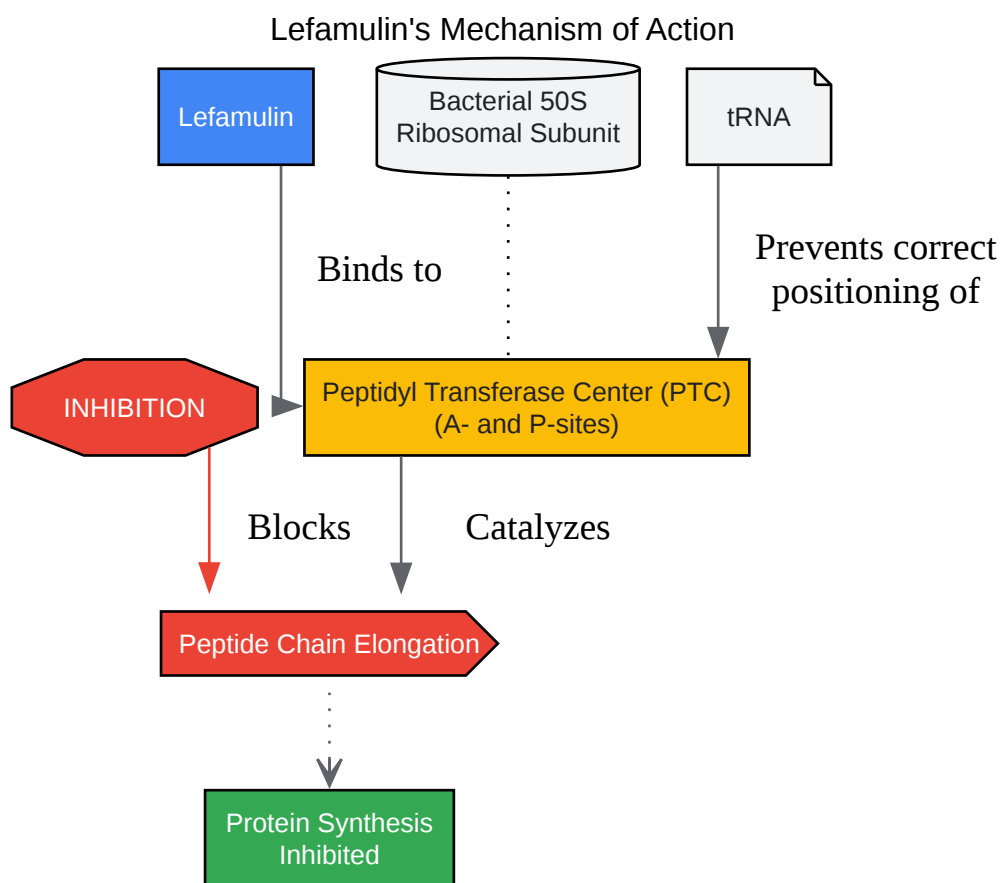 Lefamulin's Mechanism of Action
Lefamulin
Bacterial 50S
Ribosomal Subunit
tRNA
Binds to
Prevents correct
positioning of
INHIBITION
Peptidyl Transferase Center (PTC)
(A- and P-sites)
Blocks
Catalyzes
Peptide Chain Elongation
Protein Synthesis
Inhibited